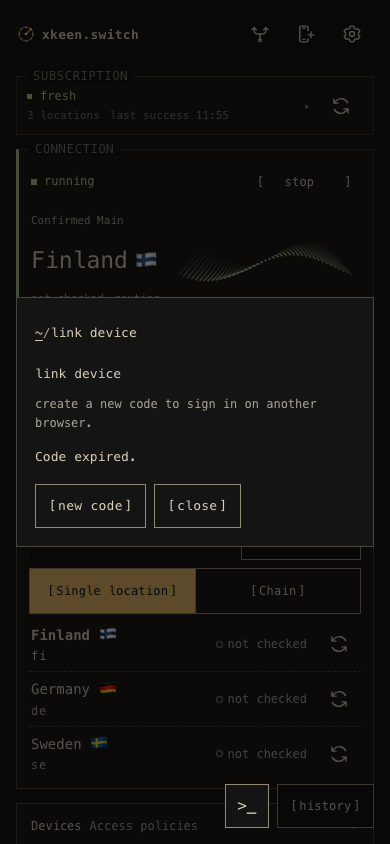 xkeen.switch
SUBSCRIPTION
fresh
3 locations last success 11:55
CONNECTION
running
[ stop ]
Confirmed Main
Finland
~/link device
link device
create a new code to sign in on another
browser.
Code expired.
[new code] [close]
[Single location] [Chain]
Finland
fi
not checked
Germany
de
not checked
Sweden
se
not checked
>_ [history]
Devices Access policies